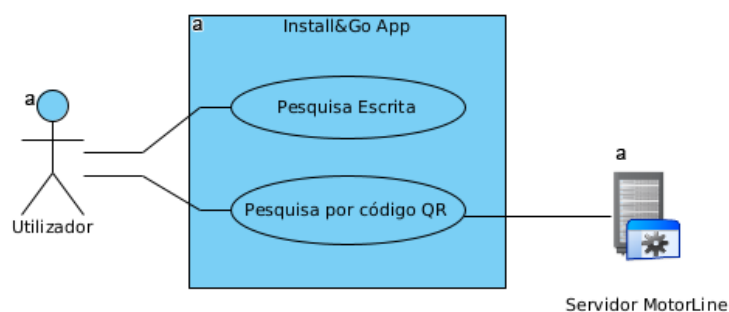 a
Install&Go App
a
Pesquisa Escrita
a
Pesquisa por código QR
Utilizador
Servidor MotorLine